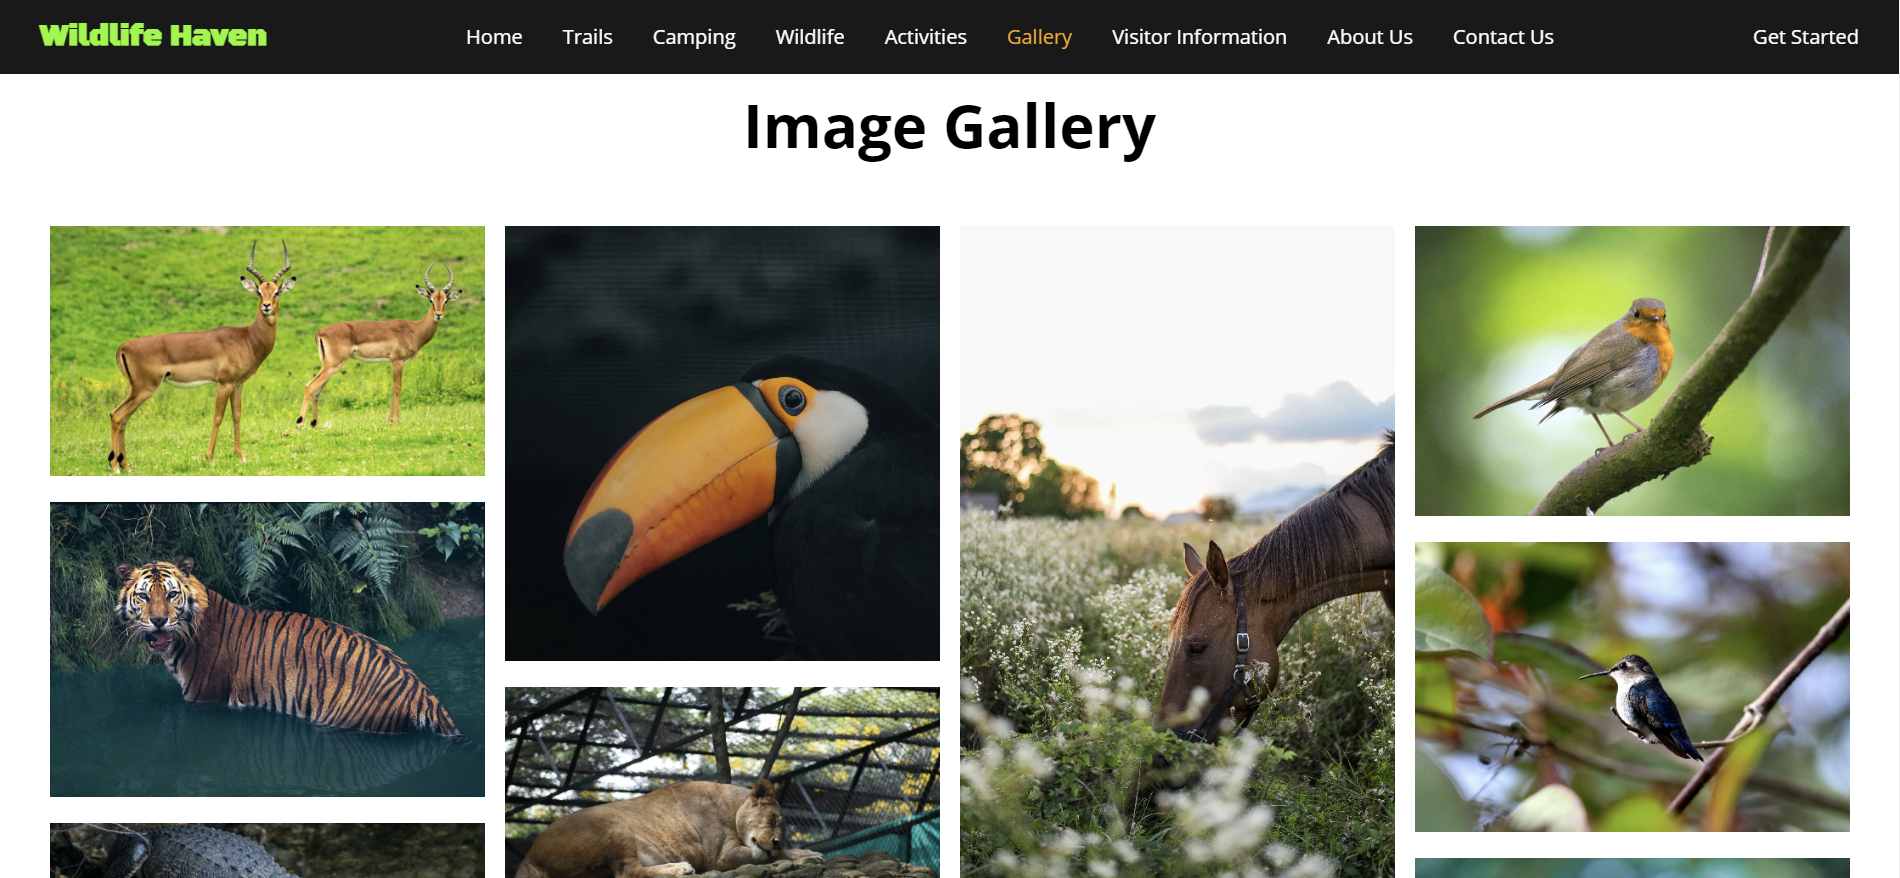 Wildlife Haven
Home Trails Camping Wildlife Activities Gallery Visitor Information About Us Contact Us Get Started
Image Gallery